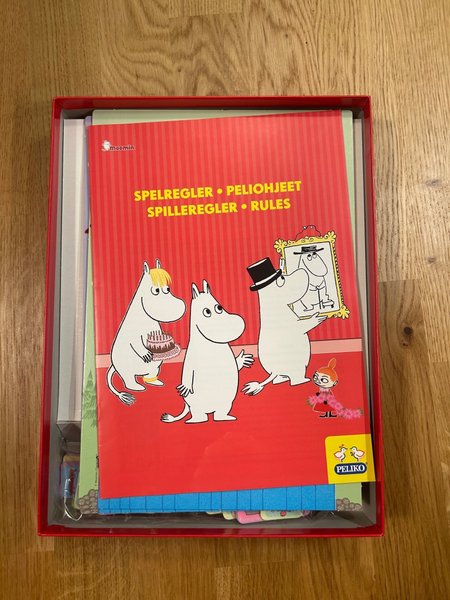 Moomin
SPELREGLER • PELIOHJEET
SPILLEREGLER • RULES
PELIKO